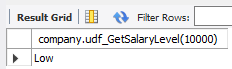 Result Grid Filter Rows:
company.udf_GetSalaryLevel(10000)
Low